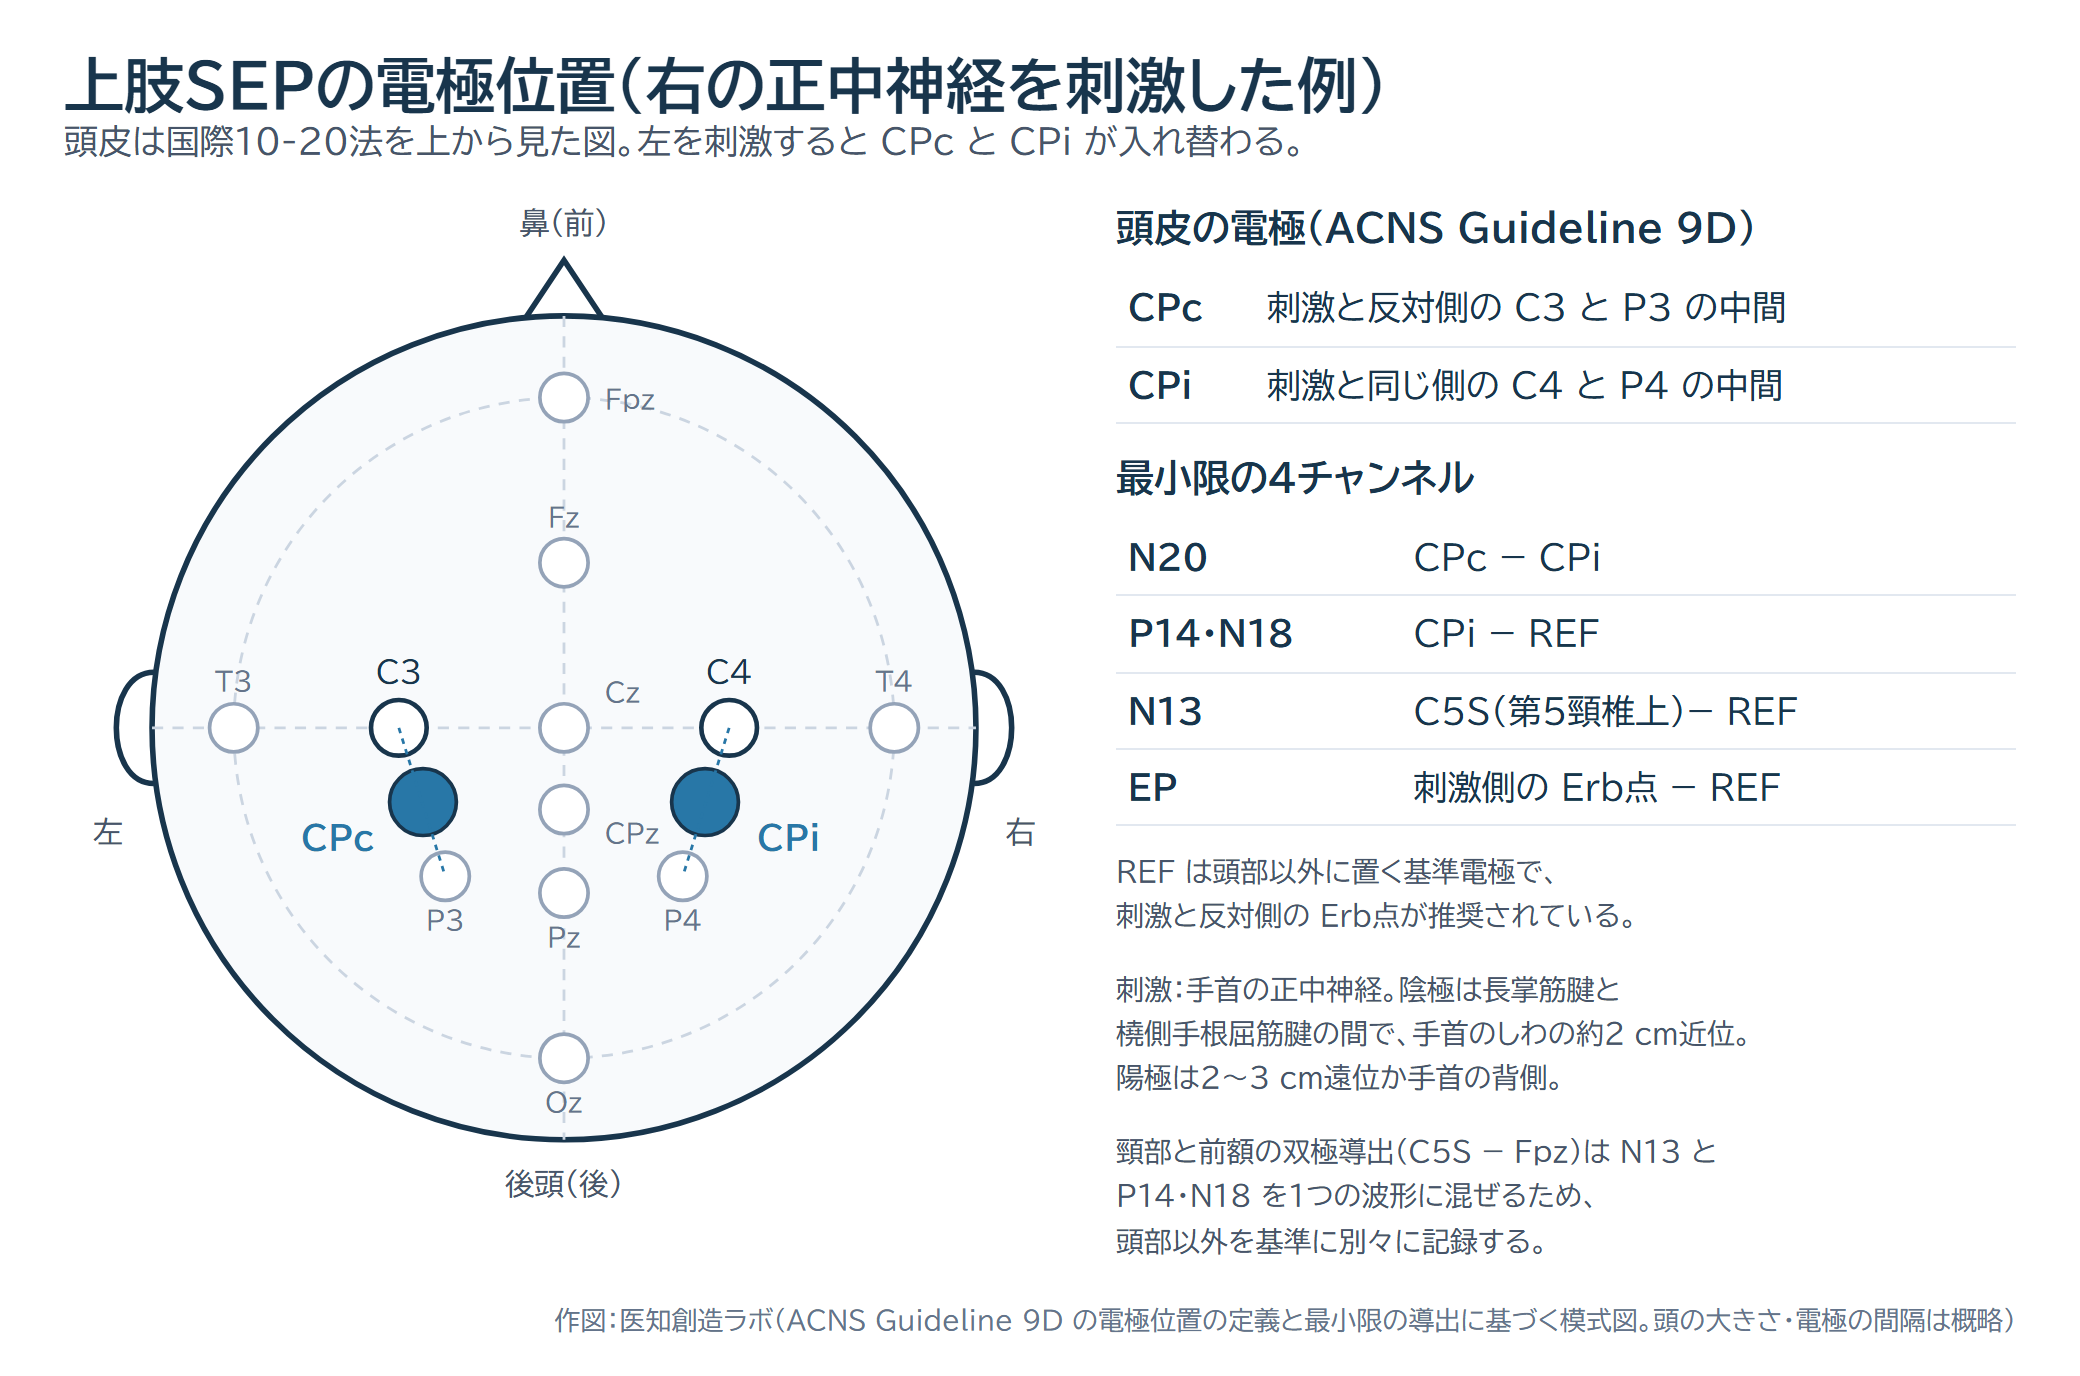 上肢SEPの電極位置（右の正中神経を刺激した例）
頭皮は国際10-20法を上から見た図。左を刺激すると CPc と CPi が入れ替わる。
鼻（前）
Fpz
Fz
T3
C3
Cz
C4
T4
左
CPc
CPz
CPi
右
P3
Pz
P4
Oz
後頭（後）
頭皮の電極（ACNS Guideline 9D）
CPc 刺激と反対側の C3 と P3 の中間
CPi 刺激と同じ側の C4 と P4 の中間
最小限の4チャンネル
N20 CPc − CPi
P14・N18 CPi − REF
N13 C5S（第5頸椎上）− REF
EP 刺激側の Erb点 − REF
REF は頭部以外に置く基準電極で、
刺激と反対側の Erb点が推奨されている。
刺激：手首の正中神経。陰極は長掌筋腱と
橈側手根屈筋腱の間で、手首のしわの約2 cm近位。
陽極は2〜3 cm遠位か手首の背側。
頸部と前額の双極導出（C5S − Fpz）は N13 と
P14・N18 を1つの波形に混ぜるため、
頭部以外を基準に別々に記録する。
作図：医知創造ラボ（ACNS Guideline 9D の電極位置の定義と最小限の導出に基づく模式図。頭の大きさ・電極の間隔は概略）